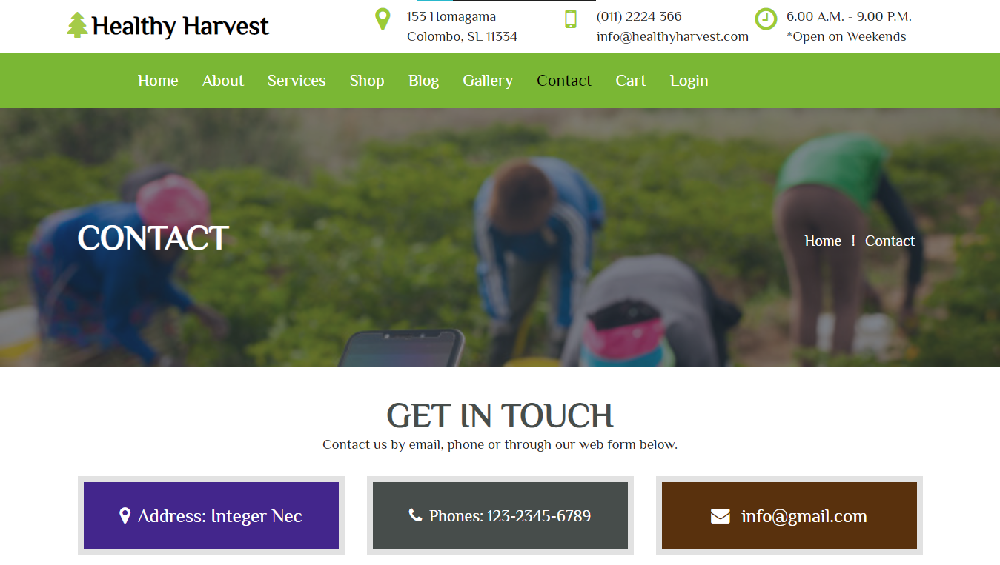 Healthy Harvest
153 Homagama
Colombo, SL 11334
(011) 2224 366
info@healthyharvest.com
6.00 A.M. - 9.00 P.M.
*Open on Weekends
Home About Services Shop Blog Gallery Contact Cart Login
CONTACT
Home ! Contact
GET IN TOUCH
Contact us by email, phone or through our web form below.
Address: Integer Nec
Phones: 123-2345-6789
info@gmail.com